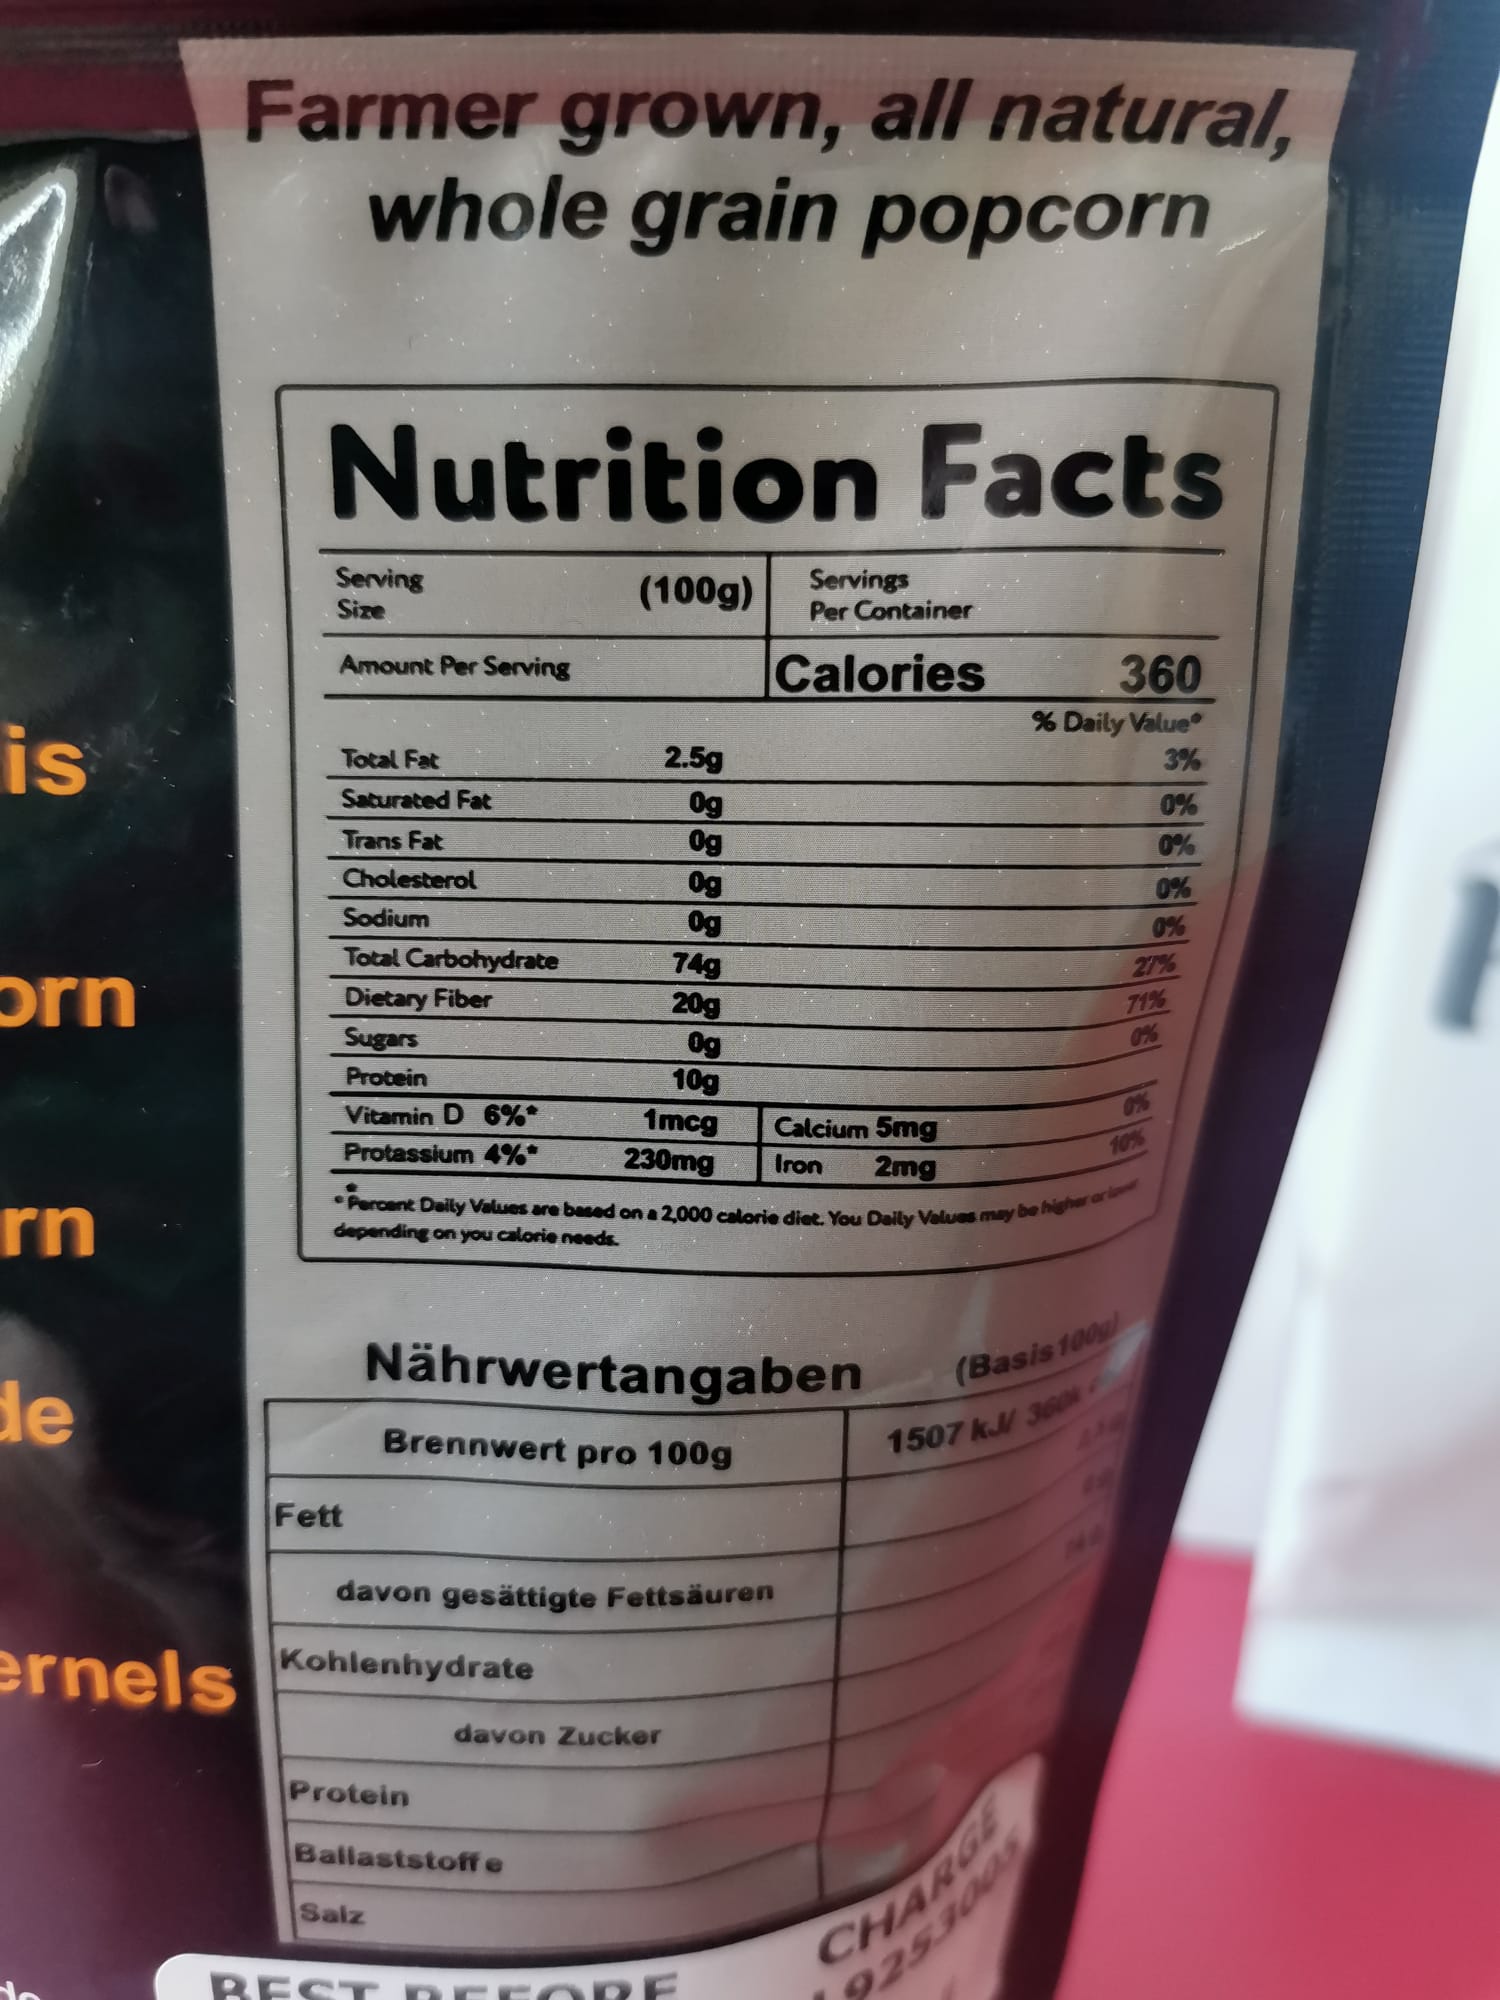 Farmer grown, all natural,
whole grain popcorn
Nutrition Facts
Serving
Size
(100g)
Servings
Per Container
Amount Per Serving
Calories 360
% Daily Value*
Total Fat 2.5g 3%
Saturated Fat 0g 0%
Trans Fat 0g 0%
Cholesterol 0g 0%
Sodium 0g 0%
Total Carbohydrate 74g 27%
Dietary Fiber 20g 71%
Sugars 0g 0%
Protein 10g
Vitamin D 6%* 1mcg Calcium 5mg 0%
Protassium 4%* 230mg Iron 2mg 10%
* Percent Daily Values are based on a 2,000 calorie diet. You Daily Values may be higher or lower
depending on you calorie needs.
Nährwertangaben (Basis 100g)
Brennwert pro 100g 1507 kJ/
Fett
davon gesättigte Fettsäuren
Kohlenhydrate
davon Zucker
Protein
Ballaststoffe
Salz
BEST BEFORE
CHARGE
is
orn
rn
de
ernels